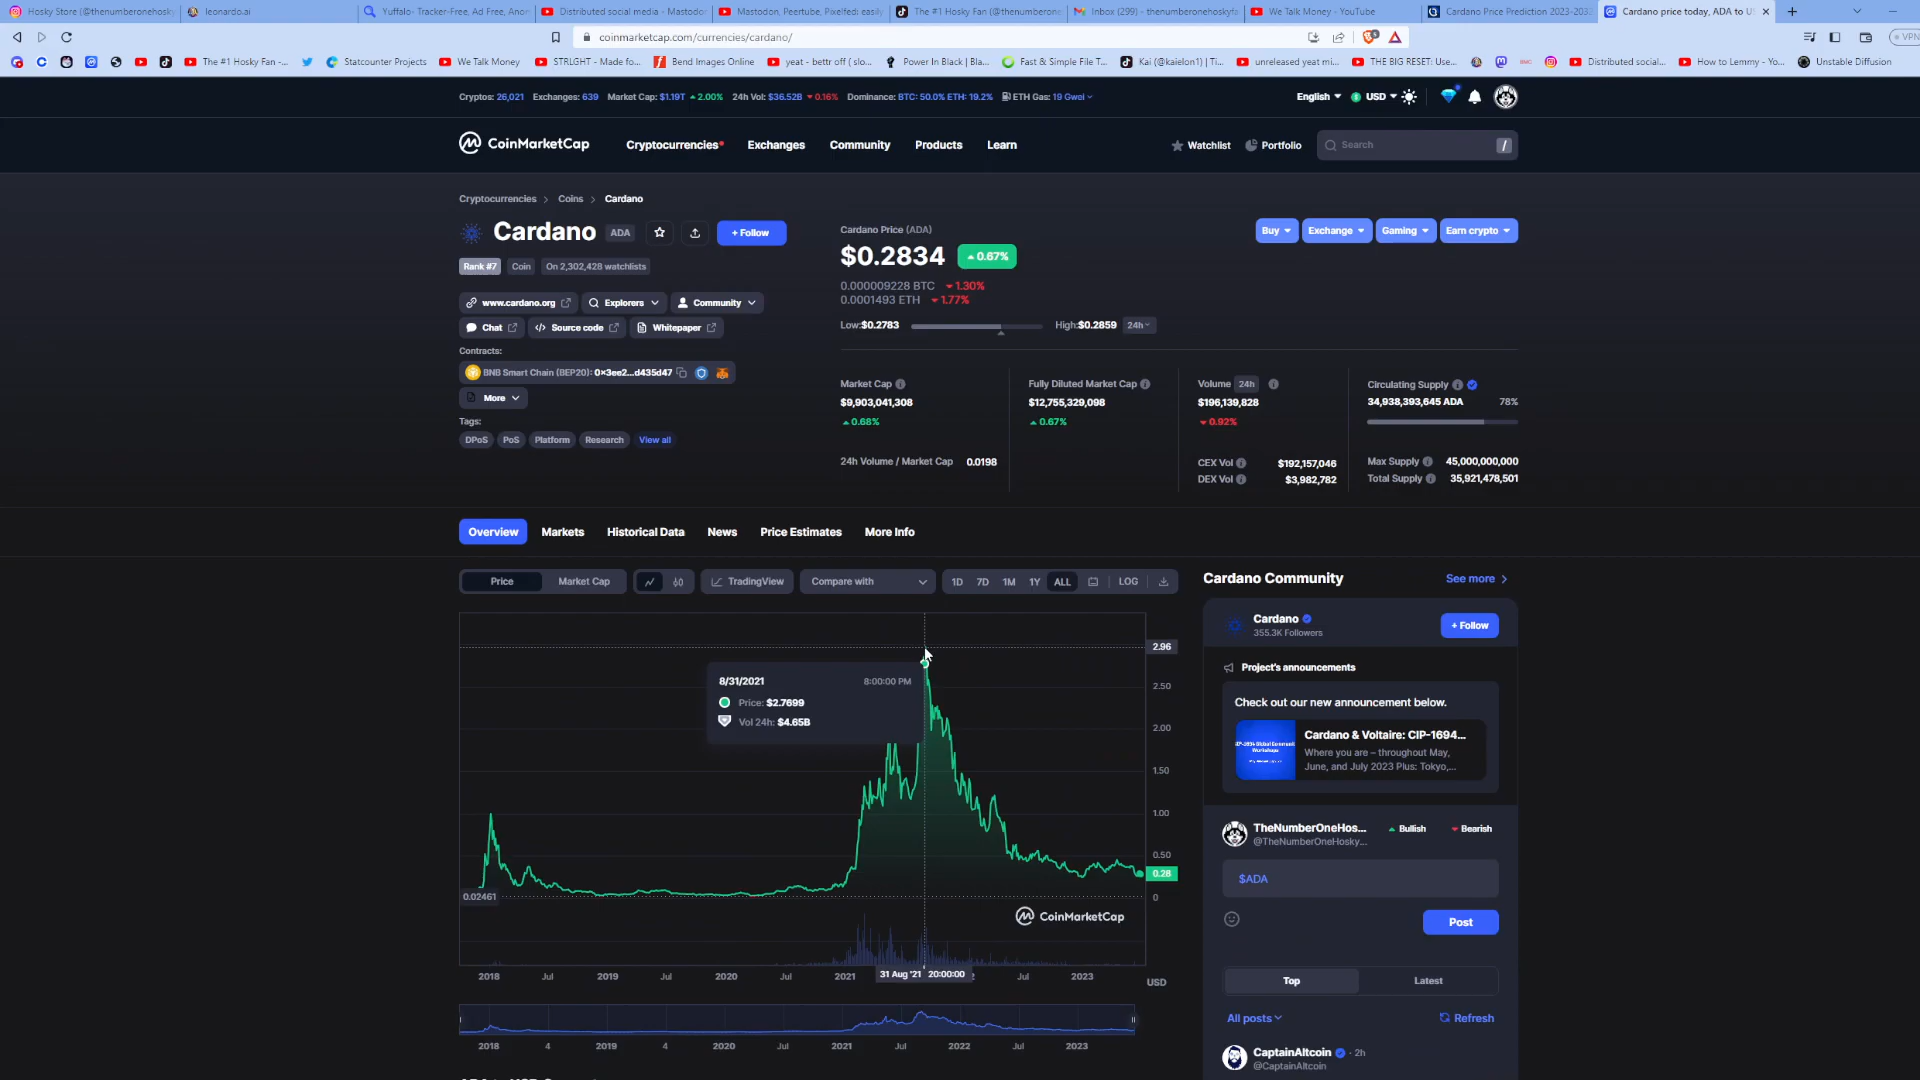 Hosky Store (@thenumberonehosky
leonardo.ai
Yuffalo- Tracker-Free, Ad Free, Anon
Distributed social media - Mastodon
Mastodon, Peertube, Pixelfed: easily
The #1 Hosky Fan (@thenumberone
Inbox (299) - thenumberonehoskyfa
We Talk Money - YouTube
Cardano Price Prediction 2023-203
Cardano price today, ADA to U
coinmarketcap.com/currencies/cardano/
VPN
The #1 Hosky Fan -...
Statcounter Projects
We Talk Money
STRLGHT - Made fo...
Bend Images Online
yeat - bettr off ( slo...
Power In Black | Bla...
Fast & Simple File T...
Kai (@kaielon1) | Ti...
unreleased yeat mi...
THE BIG RESET: Use...
Distributed social...
How to Lemmy - Yo...
Unstable Diffusion
Cryptos: 26,021 Exchanges: 639 Market Cap: $1.19T 2.00% 24h Vol: $36.52B 0.16% Dominance: BTC: 50.0% ETH: 19.2% ETH Gas: 19 Gwei
English USD
CoinMarketCap Cryptocurrencies Exchanges Community Products Learn Watchlist Portfolio Search /
Cryptocurrencies > Coins > Cardano
Cardano ADA + Follow
Rank #7 Coin On 2,302,428 watchlists
www.cardano.org Explorers Community
Chat Source code Whitepaper
Contracts:
BNB Smart Chain (BEP20): 0x3ee2...d435d47
More
Tags:
DPoS PoS Platform Research View all
Cardano Price (ADA)
$0.2834 0.67%
0.000009228 BTC 1.30%
0.0001493 ETH 1.77%
Low:$0.2783 High:$0.2859 24h
Buy Exchange Gaming Earn crypto
Market Cap
$9,903,041,308
0.68%
24h Volume / Market Cap 0.0198
Fully Diluted Market Cap
$12,755,329,098
0.67%
Volume 24h
$196,139,828
0.92%
CEX Vol $192,157,046
DEX Vol $3,982,782
Circulating Supply
34,938,393,645 ADA 78%
Max Supply 45,000,000,000
Total Supply 35,921,478,501
Overview Markets Historical Data News Price Estimates More Info
Price Market Cap TradingView Compare with 1D 7D 1M 1Y ALL LOG
2.96
2.50
2.00
1.50
1.00
0.50
0.28
0
0.02461
8/31/2021 8:00:00 PM
Price: $2.7699
Vol 24h: $4.65B
CoinMarketCap
2018 Jul 2019 Jul 2020 Jul 2021 31 Aug '21 20:00:00 2 Jul 2023
USD
2018 4 2019 4 2020 Jul 2021 Jul 2022 Jul 2023
Cardano Community See more
Cardano
355.3K Followers
+ Follow
Project's announcements
Check out our new announcement below.
Cardano & Voltaire: CIP-1694...
Where you are – throughout May,
June, and July 2023 Plus: Tokyo,...
TheNumberOneHos... Bullish Bearish
@TheNumberOneHosky...
$ADA
Post
Top Latest
All posts Refresh
CaptainAltcoin · 2h
@CaptainAltcoin